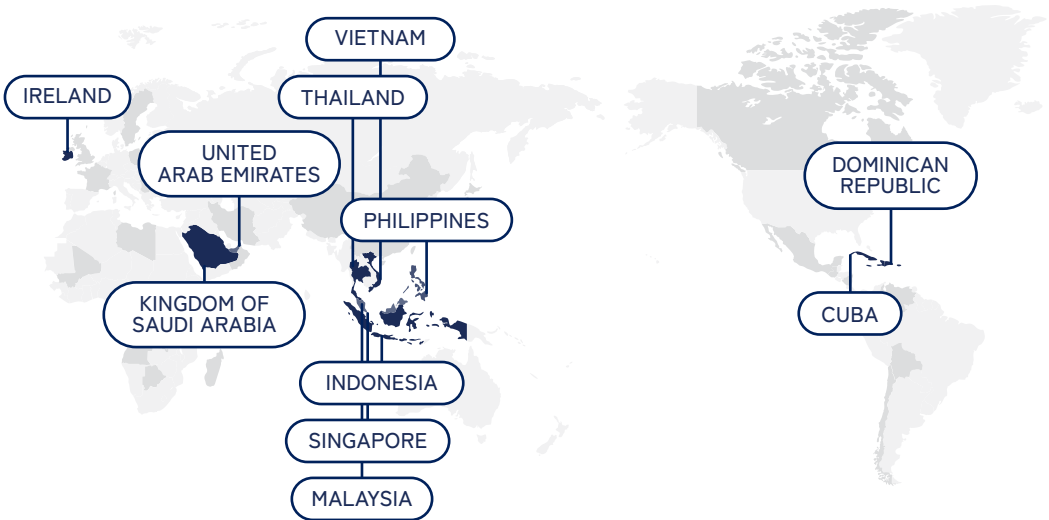 VIETNAM
IRELAND
THAILAND
UNITED
ARAB EMIRATES
DOMINICAN
REPUBLIC
PHILIPPINES
KINGDOM OF
SAUDI ARABIA
CUBA
INDONESIA
SINGAPORE
MALAYSIA